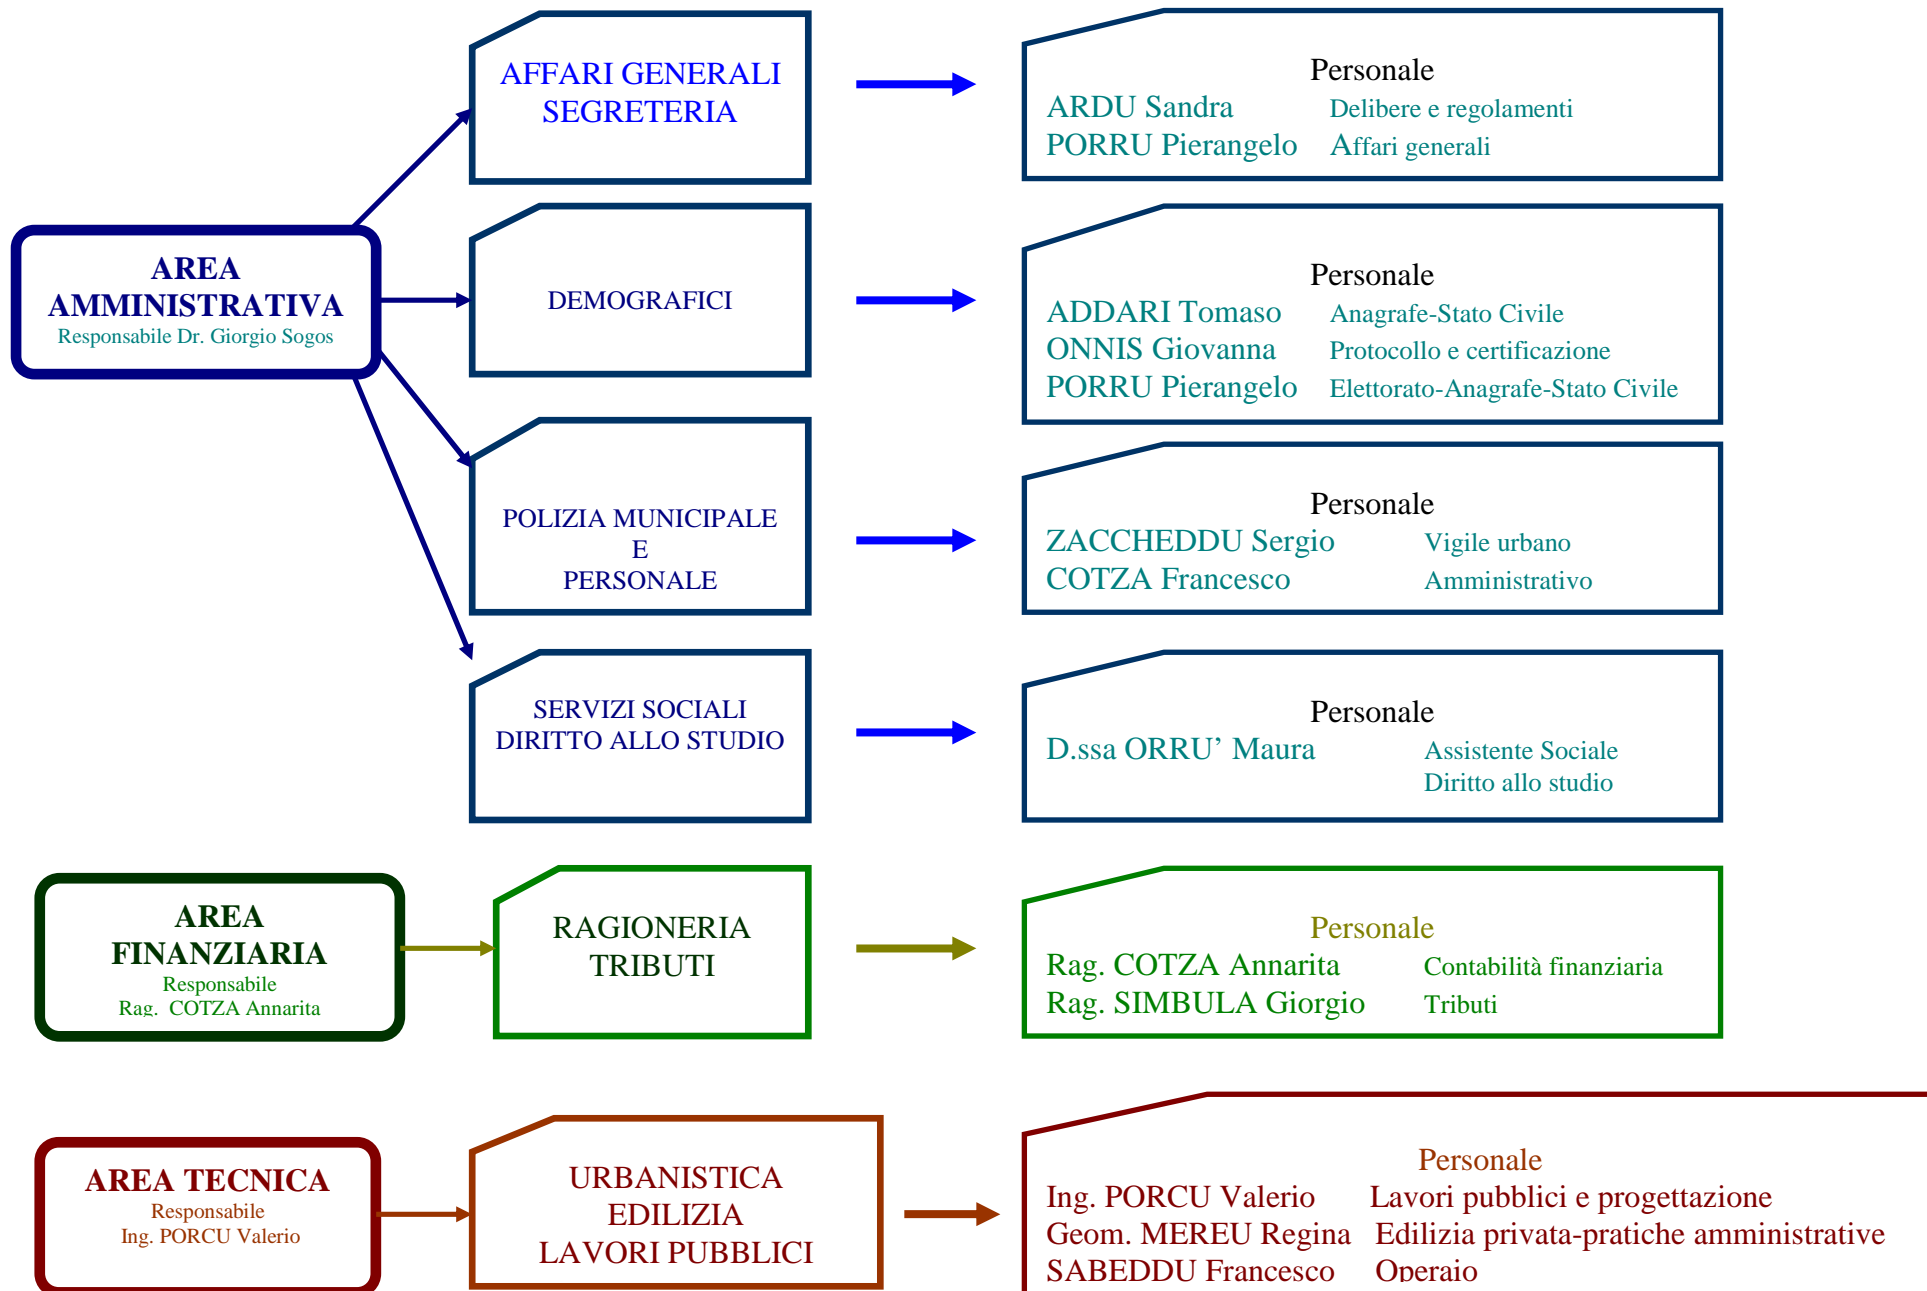 AFFARI GENERALI
SEGRETERIA
Personale
ARDU Sandra Delibere e regolamenti
PORRU Pierangelo Affari generali
AREA
AMMINISTRATIVA
Responsabile Dr. Giorgio Sogos
DEMOGRAFICI
Personale
ADDARI Tomaso Anagrafe-Stato Civile
ONNIS Giovanna Protocollo e certificazione
PORRU Pierangelo Elettorato-Anagrafe-Stato Civile
POLIZIA MUNICIPALE
E
PERSONALE
Personale
ZACCHEDDU Sergio Vigile urbano
COTZA Francesco Amministrativo
SERVIZI SOCIALI
DIRITTO ALLO STUDIO
Personale
D.ssa ORRU’ Maura Assistente Sociale
Diritto allo studio
AREA
FINANZIARIA
Responsabile
Rag. COTZA Annarita
RAGIONERIA
TRIBUTI
Personale
Rag. COTZA Annarita Contabilità finanziaria
Rag. SIMBULA Giorgio Tributi
AREA TECNICA
Responsabile
Ing. PORCU Valerio
URBANISTICA
EDILIZIA
LAVORI PUBBLICI
Personale
Ing. PORCU Valerio Lavori pubblici e progettazione
Geom. MEREU Regina Edilizia privata-pratiche amministrative
SABEDDU Francesco Operaio